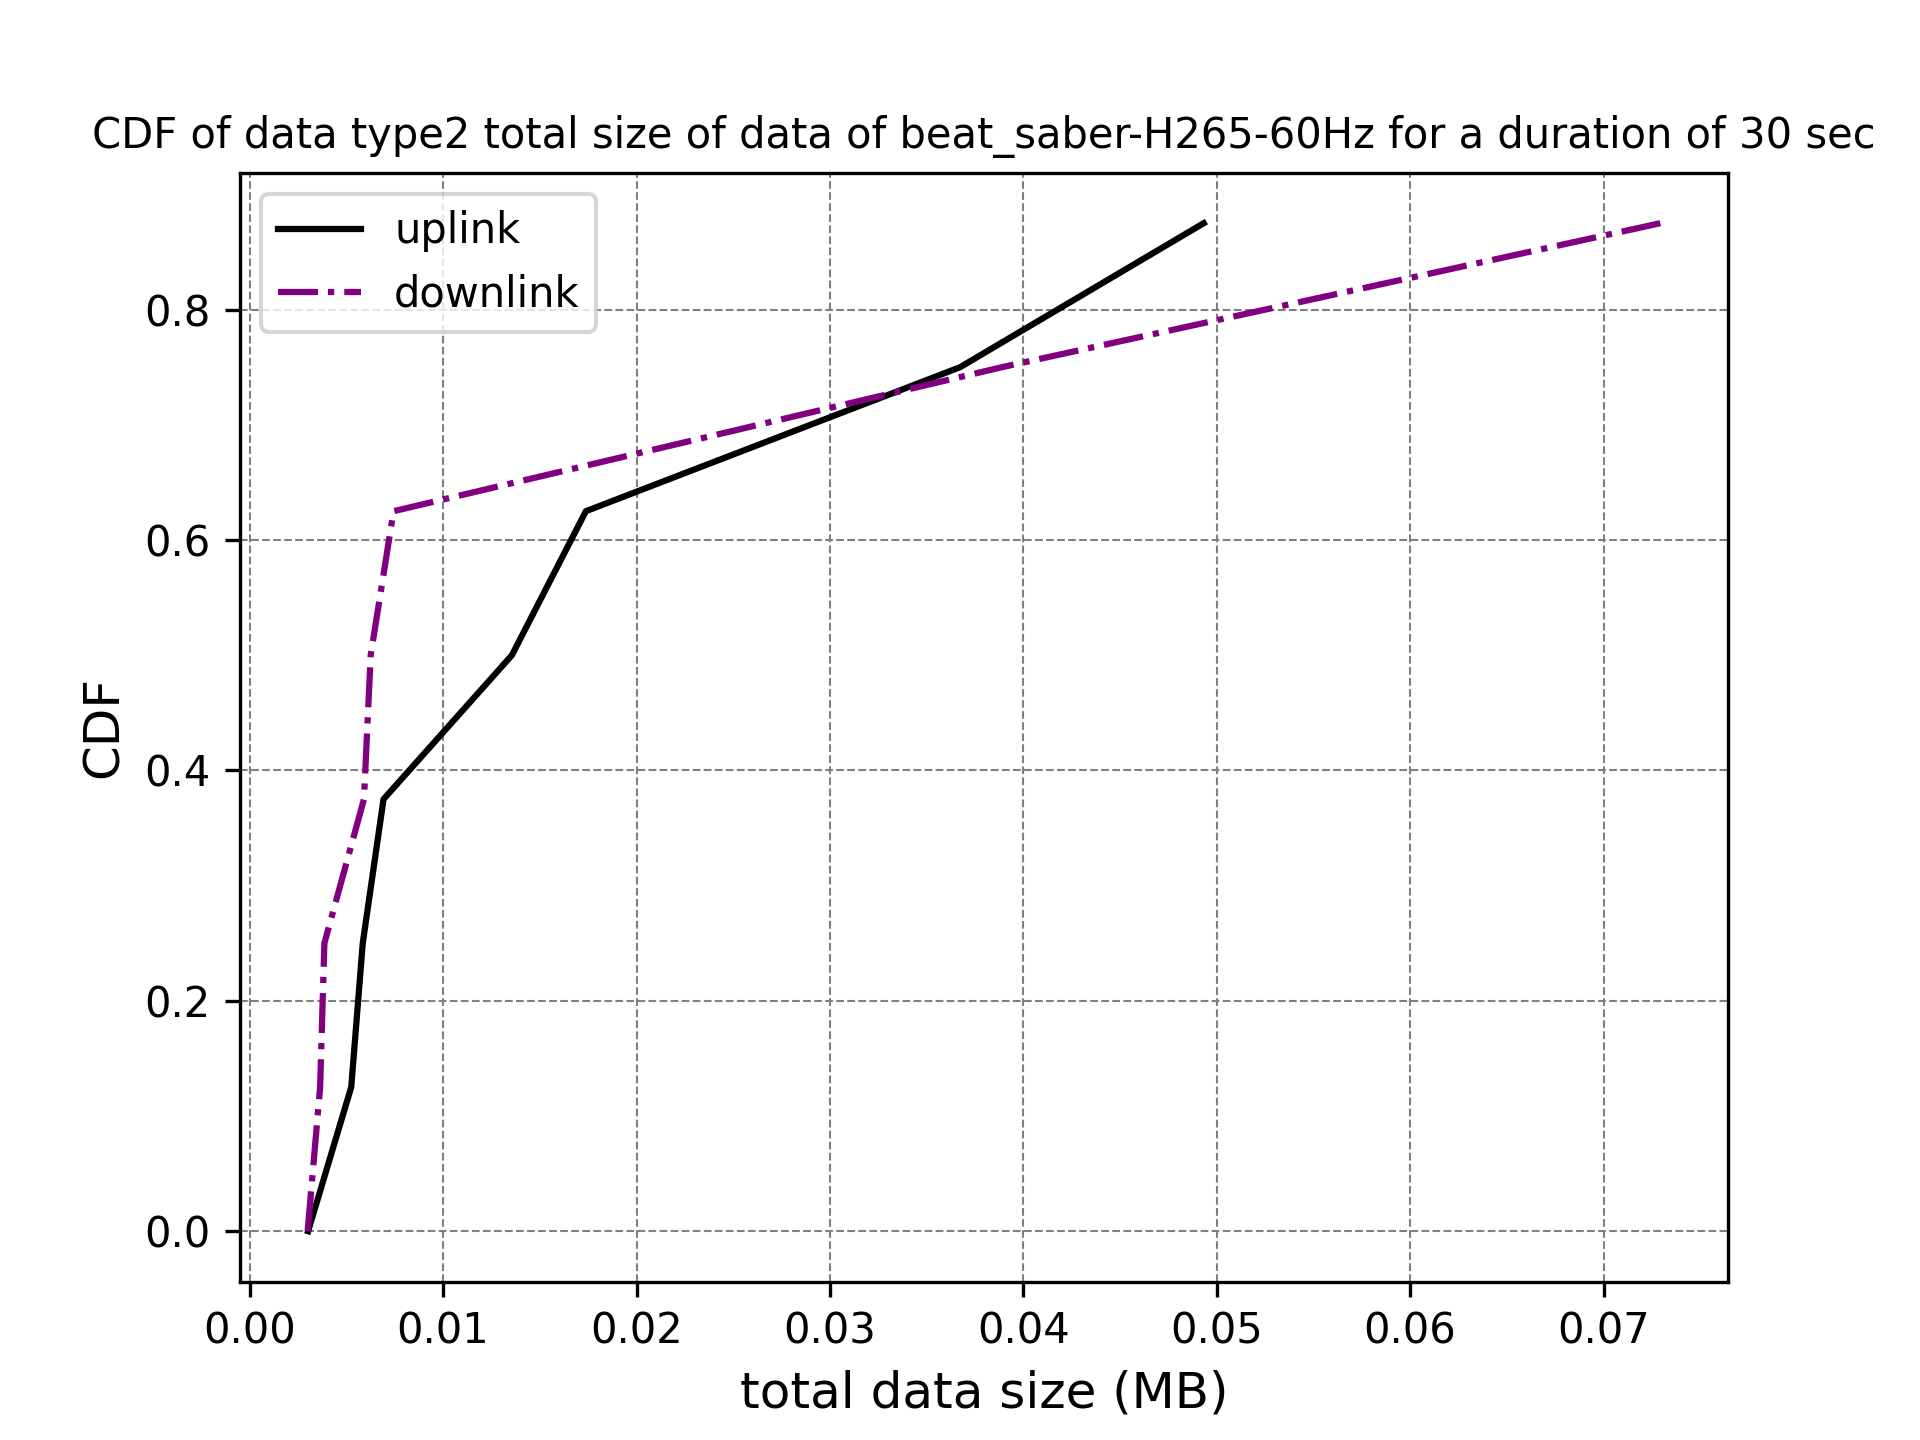 CDF of data type2 total size of data of beat_saber-H265-60Hz for a duration of 30 sec
uplink
downlink
0.8
0.6
0.4
0.2
0.0
CDF
0.00 0.01 0.02 0.03 0.04 0.05 0.06 0.07
total data size (MB)